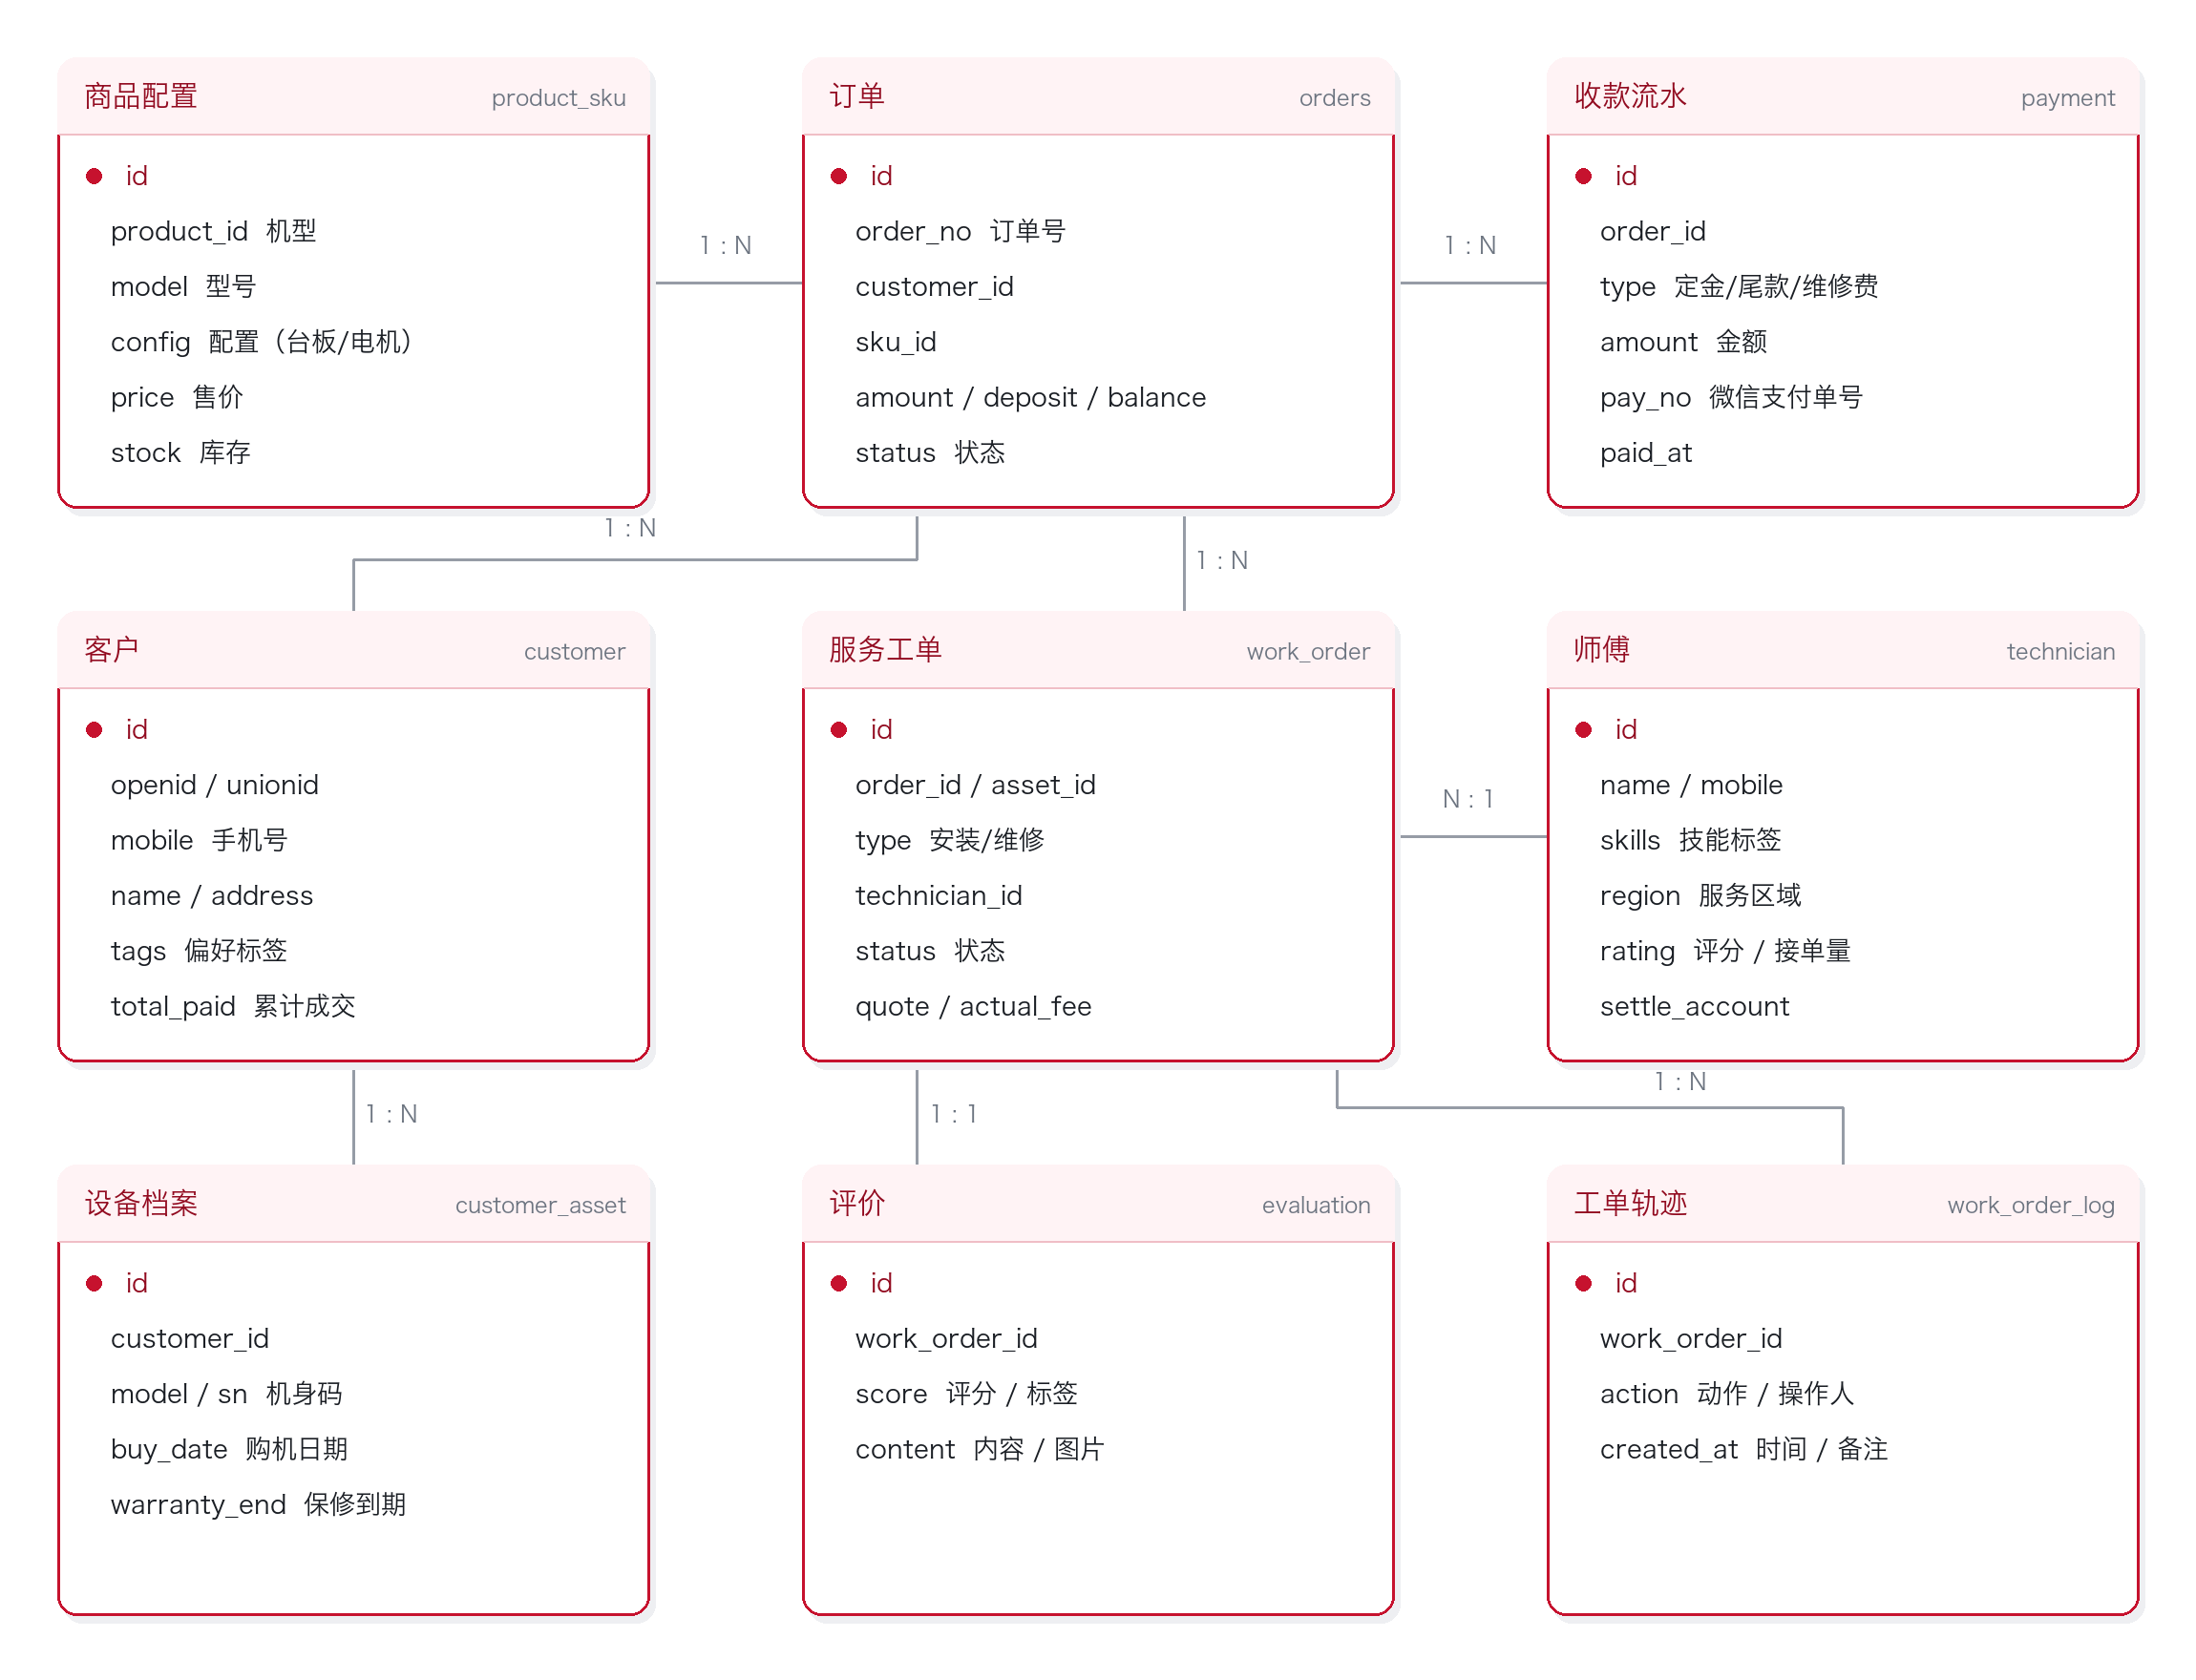 商品配置 product_sku
id
product_id 机型
model 型号
config 配置（台板/电机）
price 售价
stock 库存
1 : N
订单 orders
id
order_no 订单号
customer_id
sku_id
amount / deposit / balance
status 状态
1 : N
收款流水 payment
id
order_id
type 定金/尾款/维修费
amount 金额
pay_no 微信支付单号
paid_at
1 : N
1 : N
客户 customer
id
openid / unionid
mobile 手机号
name / address
tags 偏好标签
total_paid 累计成交
服务工单 work_order
id
order_id / asset_id
type 安装/维修
technician_id
status 状态
quote / actual_fee
N : 1
师傅 technician
id
name / mobile
skills 技能标签
region 服务区域
rating 评分 / 接单量
settle_account
1 : N
1 : 1
1 : N
设备档案 customer_asset
id
customer_id
model / sn 机身码
buy_date 购机日期
warranty_end 保修到期
评价 evaluation
id
work_order_id
score 评分 / 标签
content 内容 / 图片
工单轨迹 work_order_log
id
work_order_id
action 动作 / 操作人
created_at 时间 / 备注